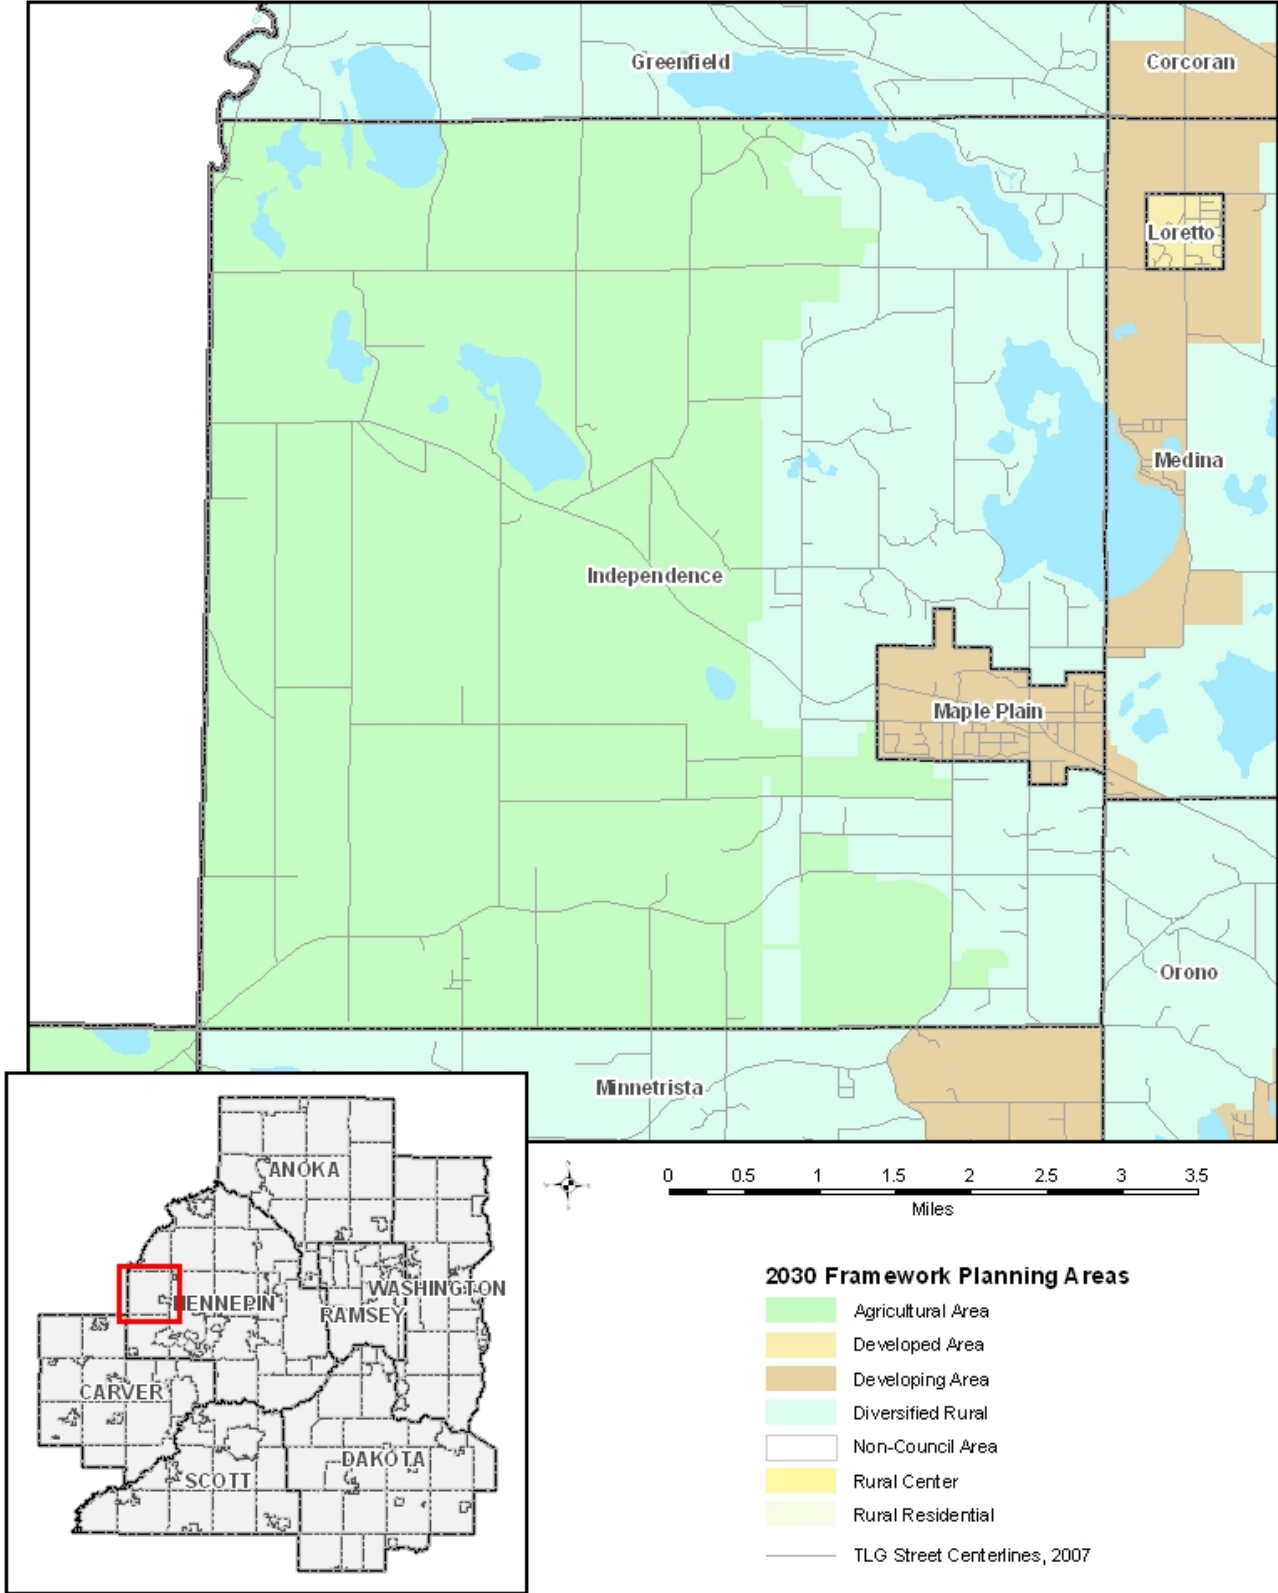 Greenfield
Corcoran
Loretto
Medina
Independence
Maple Plain
Orono
Minnetrista
ANOKA
WASHINGTON
HENNEPIN
RAMSEY
CARVER
DAKOTA
SCOTT
0 0.5 1 1.5 2 2.5 3 3.5
Miles
2030 Framework Planning Areas
Agricultural Area
Developed Area
Developing Area
Diversified Rural
Non-Council Area
Rural Center
Rural Residential
TLG Street Centerlines, 2007